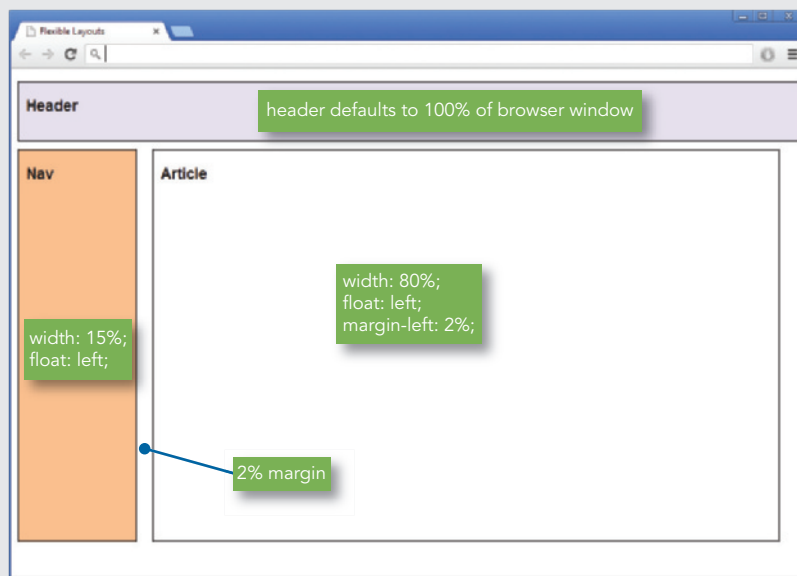 Flexible Layouts
Header
header defaults to 100% of browser window
Nav
Article
width: 80%;
float: left;
margin-left: 2%;
width: 15%;
float: left;
2% margin